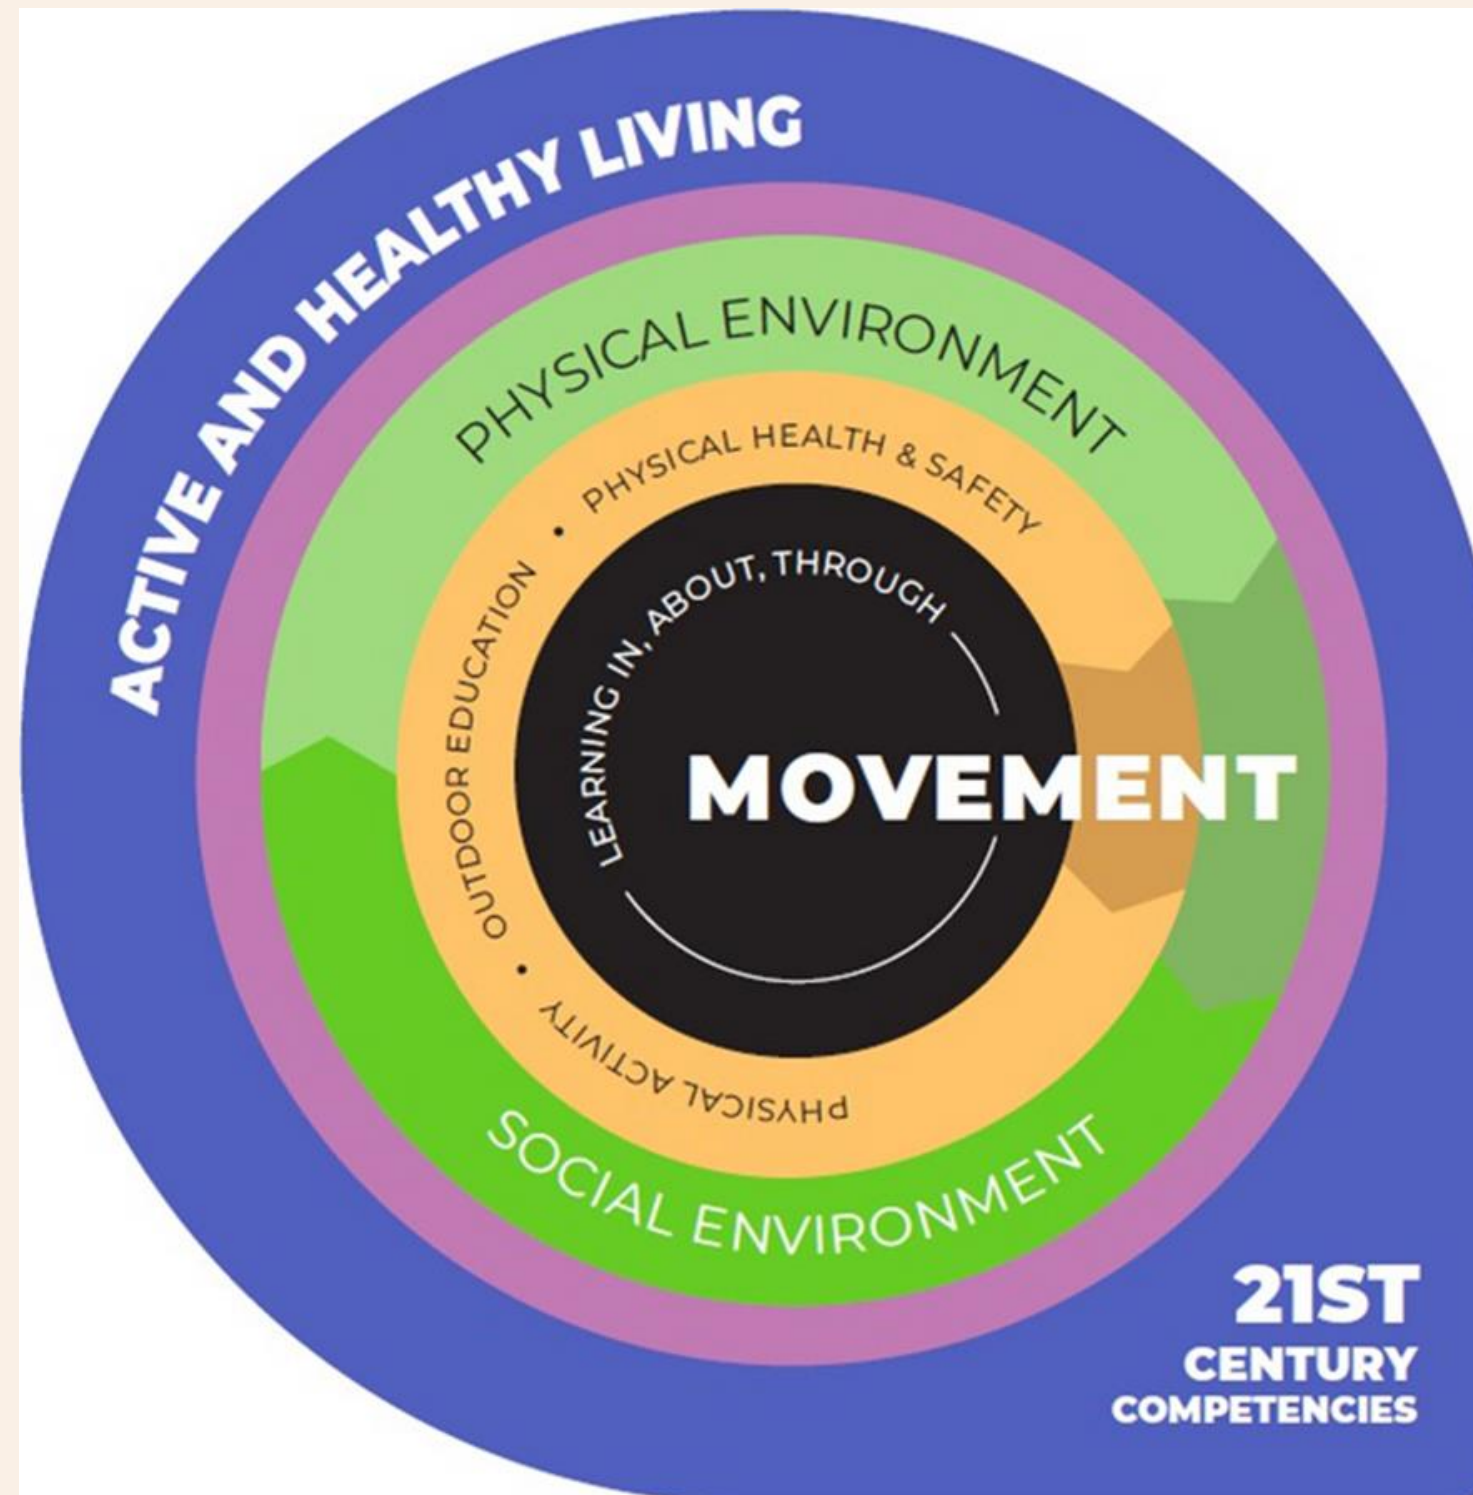 ACTIVE AND HEALTHY LIVING
PHYSICAL ENVIRONMENT
PHYSICAL ACTIVITY • OUTDOOR EDUCATION • PHYSICAL HEALTH & SAFETY
LEARNING IN, ABOUT, THROUGH
MOVEMENT
SOCIAL ENVIRONMENT
21ST
CENTURY
COMPETENCIES